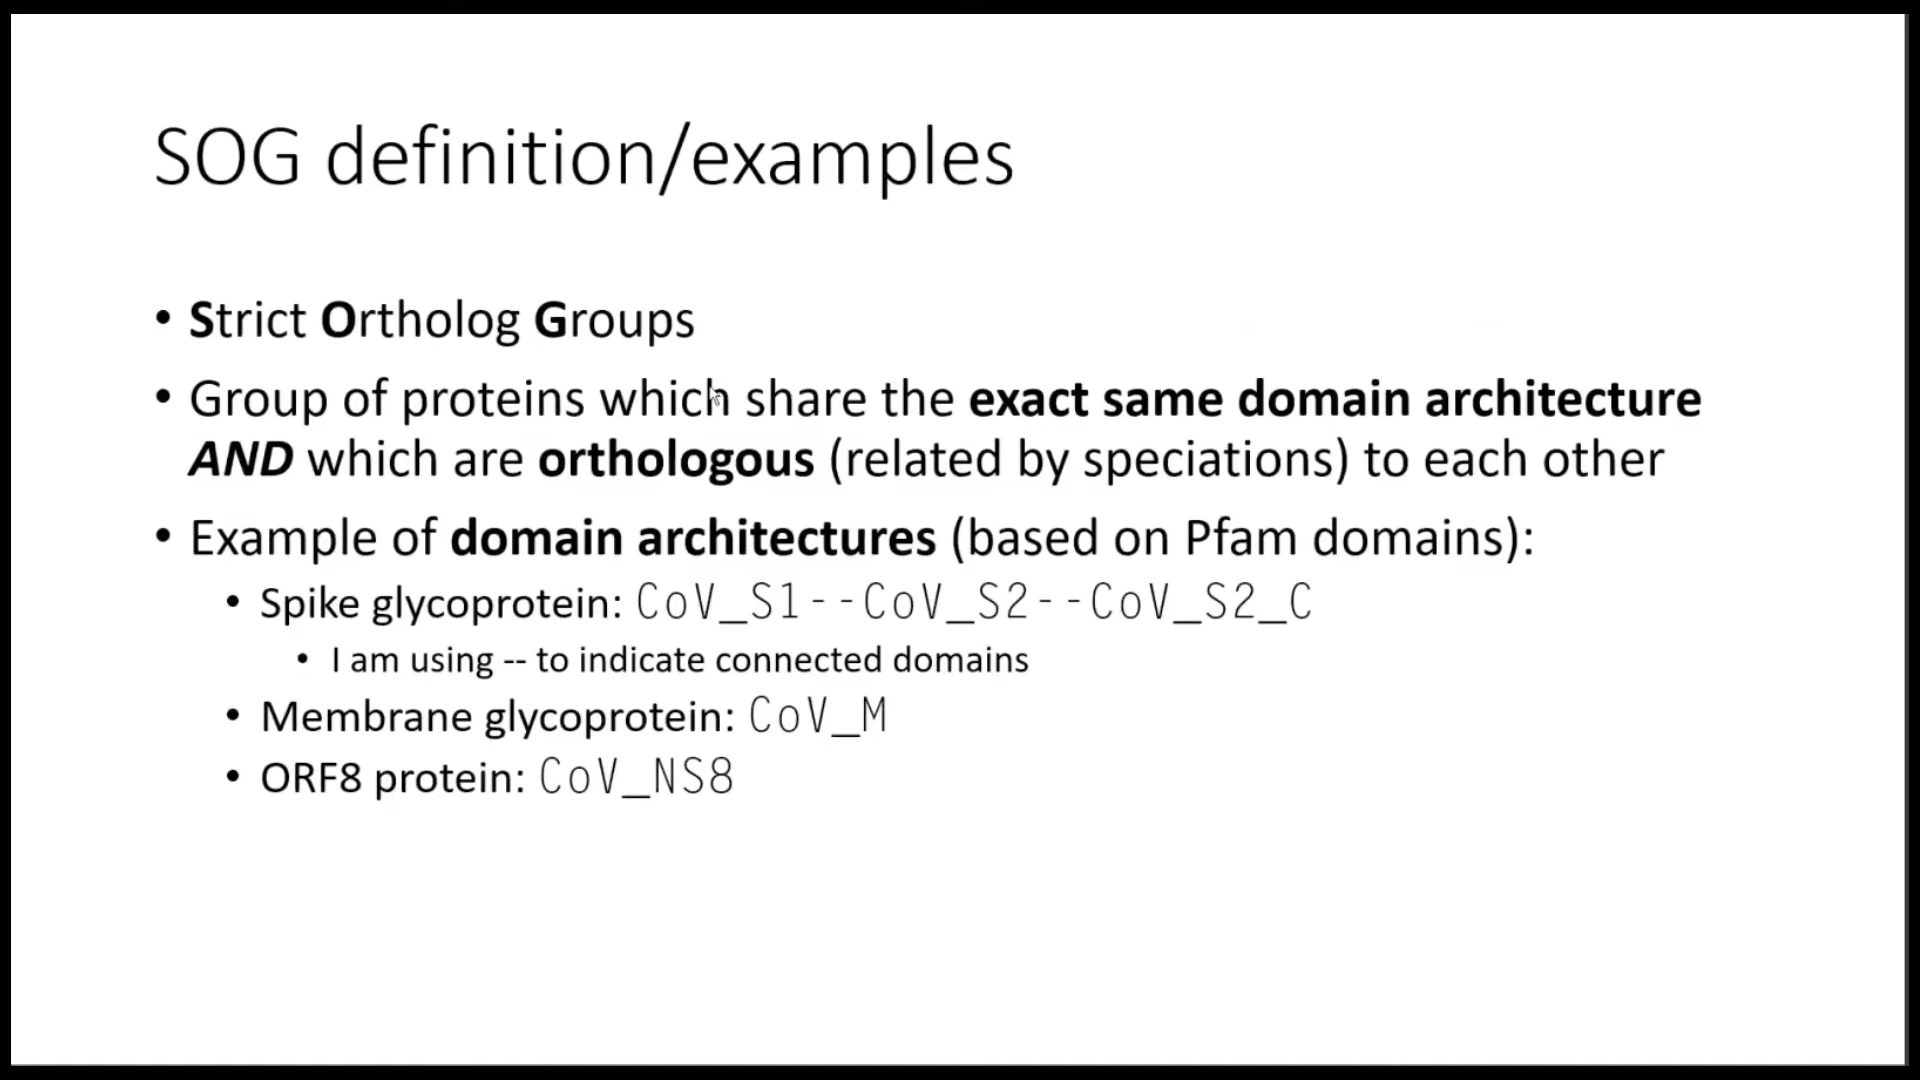 SOG definition/examples
• Strict Ortholog Groups
• Group of proteins which share the exact same domain architecture
AND which are orthologous (related by speciations) to each other
• Example of domain architectures (based on Pfam domains):
• Spike glycoprotein: CoV_S1--CoV_S2--CoV_S2_C
• I am using -- to indicate connected domains
• Membrane glycoprotein: CoV_M
• ORF8 protein: CoV_NS8